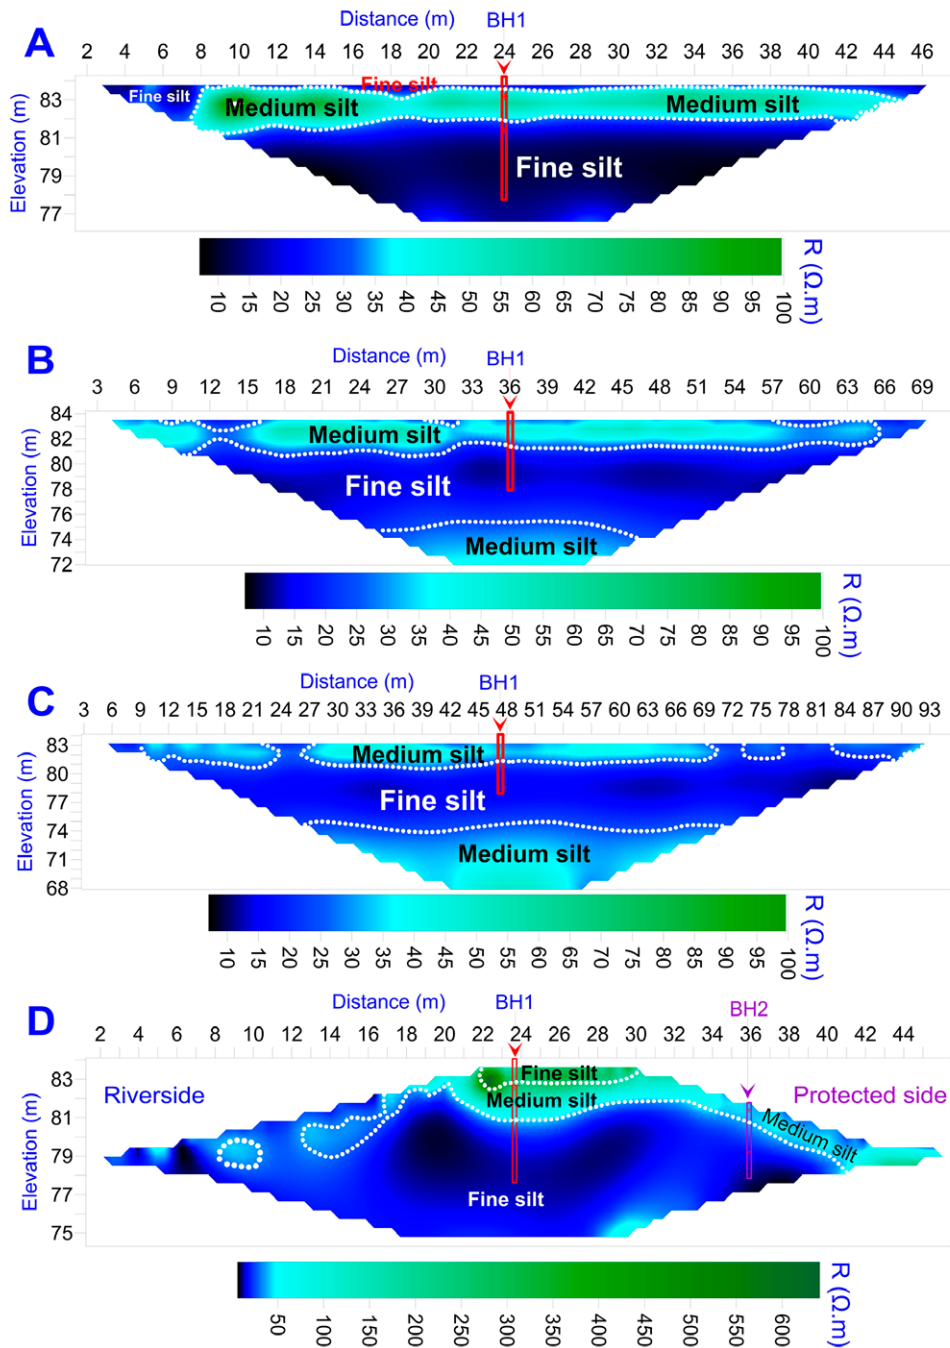 A
Distance (m)
BH1
2 4 6 8 10 12 14 16 18 20 22 24 26 28 30 32 34 36 38 40 42 44 46
Elevation (m)
83
81
79
77
Fine silt
Fine silt
Medium silt
Medium silt
Fine silt
10 15 20 25 30 35 40 45 50 55 60 65 70 75 80 85 90 95 100
R (Ω.m)
B
Distance (m)
BH1
3 6 9 12 15 18 21 24 27 30 33 36 39 42 45 48 51 54 57 60 63 66 69
Elevation (m)
84
82
80
78
76
74
72
Medium silt
Fine silt
Medium silt
10 15 20 25 30 35 40 45 50 55 60 65 70 75 80 85 90 95 100
R (Ω.m)
C
Distance (m)
BH1
3 6 9 12 15 18 21 24 27 30 33 36 39 42 45 48 51 54 57 60 63 66 69 72 75 78 81 84 87 90 93
Elevation (m)
83
80
77
74
71
68
Medium silt
Fine silt
Medium silt
10 15 20 25 30 35 40 45 50 55 60 65 70 75 80 85 90 95 100
R (Ω.m)
D
Distance (m)
BH1
BH2
2 4 6 8 10 12 14 16 18 20 22 24 26 28 30 32 34 36 38 40 42 44
Elevation (m)
83
81
79
77
75
Riverside
Fine silt
Medium silt
Protected side
Medium silt
Fine silt
50 100 150 200 250 300 350 400 450 500 550 600
R (Ω.m)